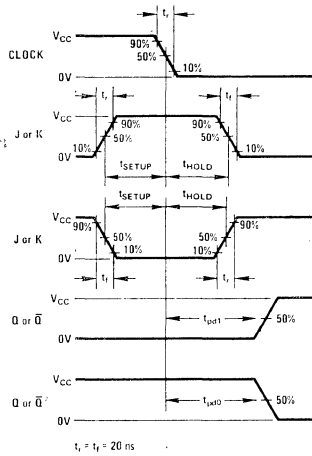 tr
VCC
90%
CLOCK
50%
10%
0V
tr
tf
VCC
90%
90%
J or K
50%
50%
10%
10%
0V
tSETUP
tHOLD
tSETUP
tHOLD
VCC
90%
90%
J or K
50%
50%
10%
10%
0V
tf
tr
VCC
Q or Q̅
tpd1
50%
0V
VCC
Q or Q̅
tpd0
50%
0V
tr = tf = 20 ns